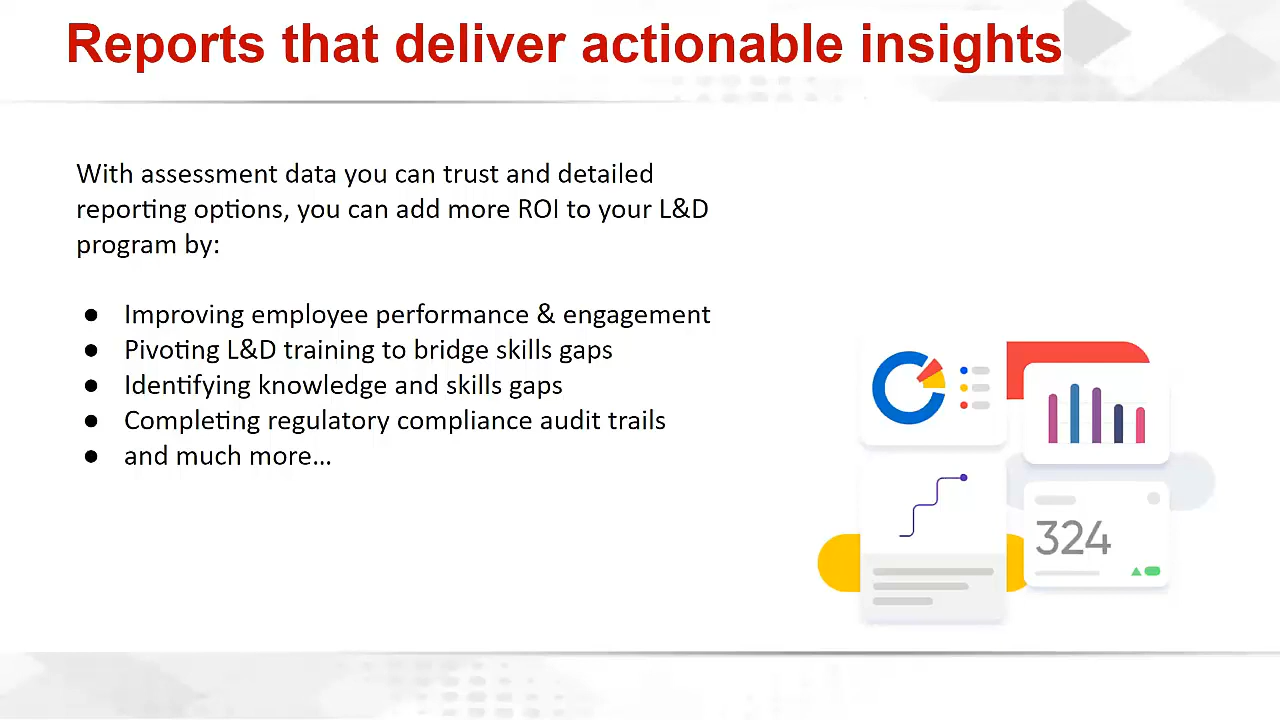 Reports that deliver actionable insights
With assessment data you can trust and detailed
reporting options, you can add more ROI to your L&D
program by:
● Improving employee performance & engagement
● Pivoting L&D training to bridge skills gaps
● Identifying knowledge and skills gaps
● Completing regulatory compliance audit trails
● and much more…
324